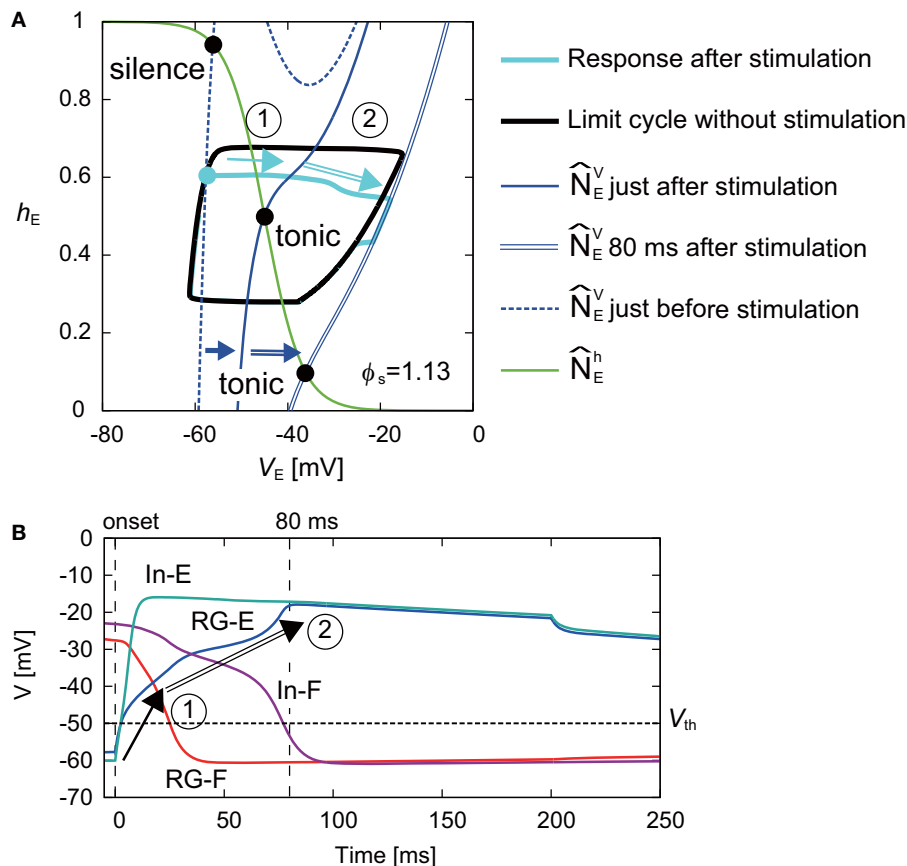 A
silence
1
2
tonic
tonic
ϕs=1.13
1
0.8
0.6
0.4
0.2
0
hE
-80
-60
-40
-20
0
VE [mV]
Response after stimulation
Limit cycle without stimulation
N̂EV just after stimulation
N̂EV 80 ms after stimulation
N̂EV just before stimulation
N̂Eh
B
onset
80 ms
0
-10
-20
-30
-40
-50
-60
-70
V [mV]
In-E
RG-E
2
In-F
1
Vth
RG-F
0
50
100
150
200
250
Time [ms]